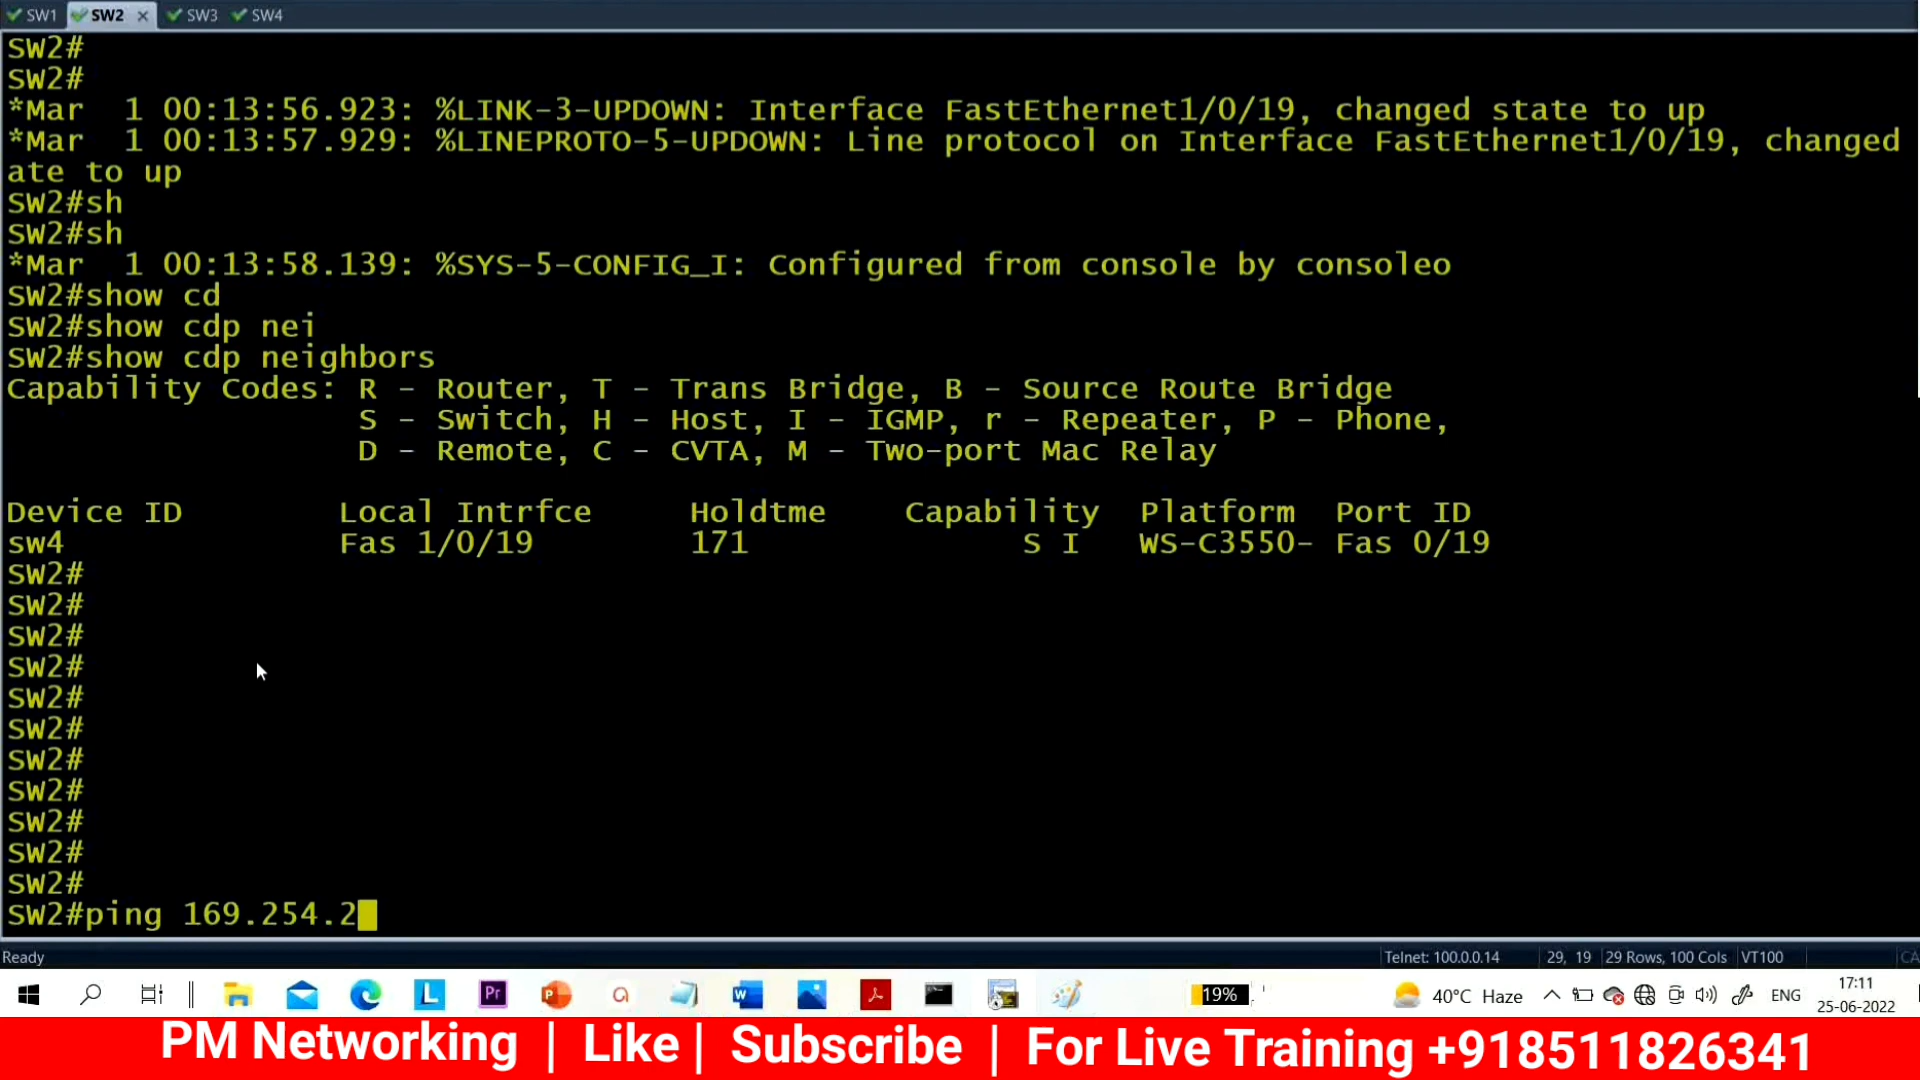 SW1 SW2 × SW3 SW4
SW2#
SW2#
*Mar  1 00:13:56.923: %LINK-3-UPDOWN: Interface FastEthernet1/0/19, changed state to up
*Mar  1 00:13:57.929: %LINEPROTO-5-UPDOWN: Line protocol on Interface FastEthernet1/0/19, changed
ate to up
SW2#sh
SW2#sh
*Mar  1 00:13:58.139: %SYS-5-CONFIG_I: Configured from console by consoleo
SW2#show cd
SW2#show cdp nei
SW2#show cdp neighbors
Capability Codes: R - Router, T - Trans Bridge, B - Source Route Bridge
S - Switch, H - Host, I - IGMP, r - Repeater, P - Phone,
D - Remote, C - CVTA, M - Two-port Mac Relay
Device ID Local Intrfce Holdtme Capability Platform Port ID
sw4 Fas 1/0/19 171 S I WS-C3550- Fas 0/19
SW2#
SW2#
SW2#
SW2#
SW2#
SW2#
SW2#
SW2#
SW2#
SW2#
SW2#
SW2#ping 169.254.2
Ready Telnet: 100.0.0.14 29, 19 29 Rows, 100 Cols VT100 CA
L Pr P W 19% 40°C Haze ENG 17:11
25-06-2022
PM Networking | Like | Subscribe | For Live Training +918511826341